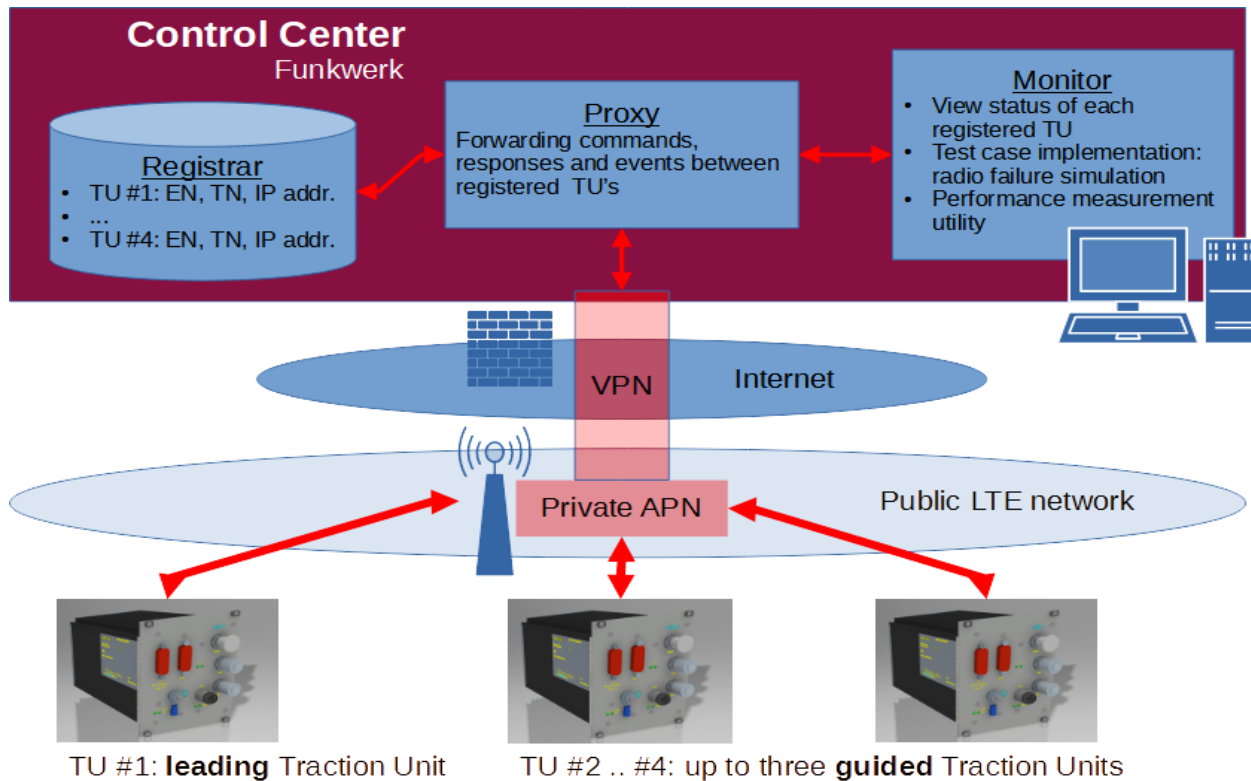 Control Center
Funkwerk
Registrar
• TU #1: EN, TN, IP addr.
• ...
• TU #4: EN, TN, IP addr.
Proxy
Forwarding commands,
responses and events between
registered TU’s
Monitor
• View status of each
registered TU
• Test case implementation:
radio failure simulation
• Performance measurement
utility
VPN
Internet
Private APN
Public LTE network
TU #1: leading Traction Unit
TU #2 .. #4: up to three guided Traction Units